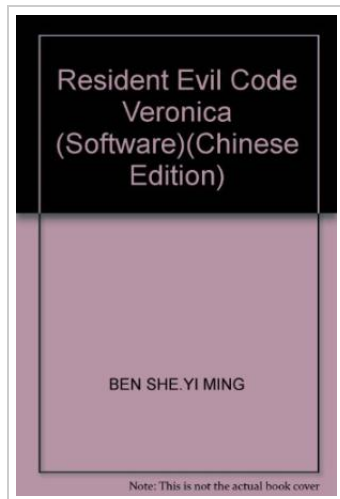 Resident Evil Code
Veronica
(Software)(Chinese
Edition)
BEN SHE.YI MING
Note: This is not the actual book cover